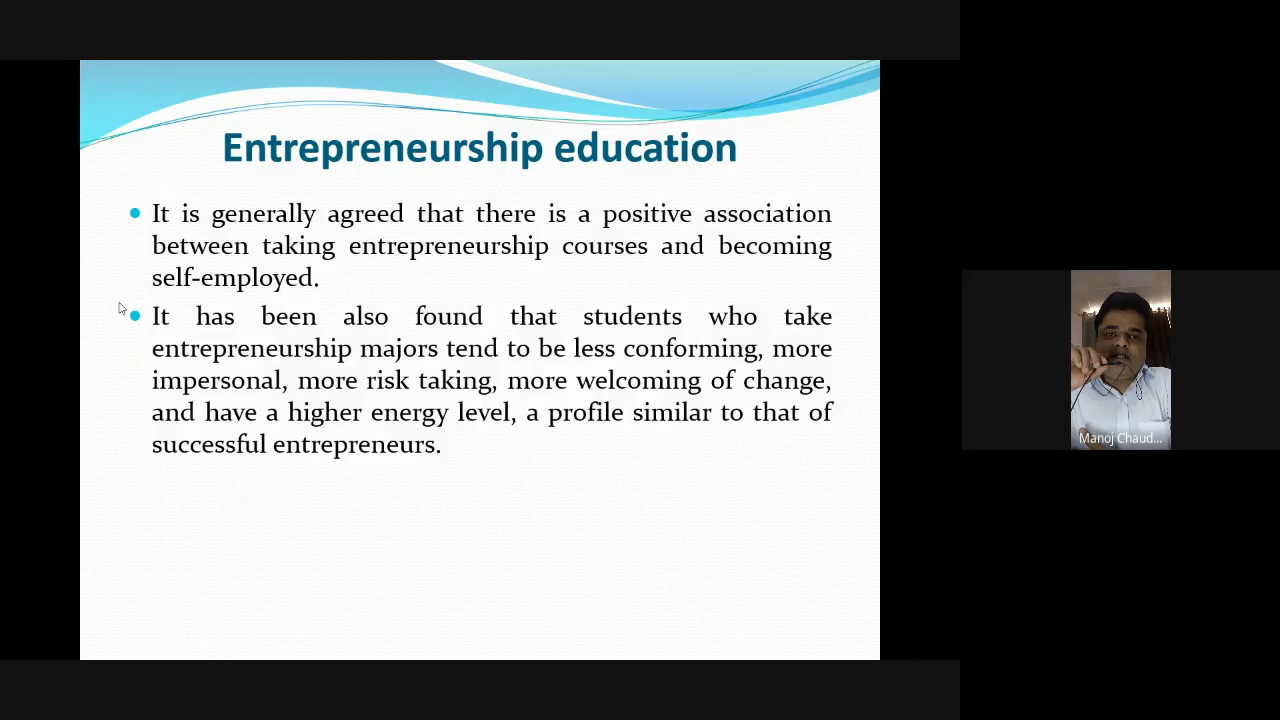 Entrepreneurship education
It is generally agreed that there is a positive association
between taking entrepreneurship courses and becoming
self-employed.
It has been also found that students who take
entrepreneurship majors tend to be less conforming, more
impersonal, more risk taking, more welcoming of change,
and have a higher energy level, a profile similar to that of
successful entrepreneurs.
Manoj Chaud...